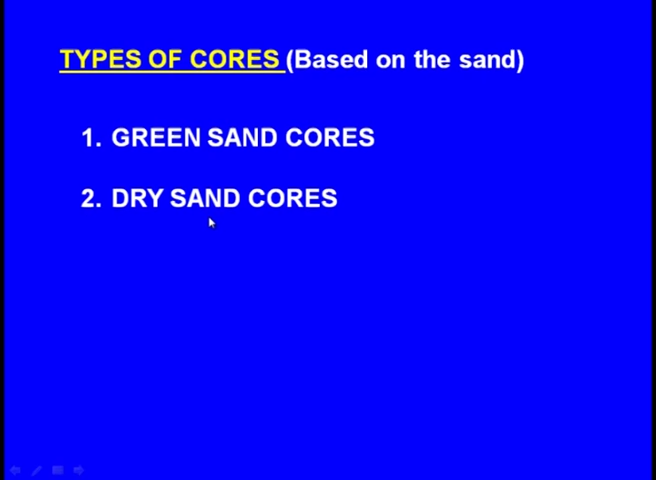 TYPES OF CORES (Based on the sand)
1. GREEN SAND CORES
2. DRY SAND CORES